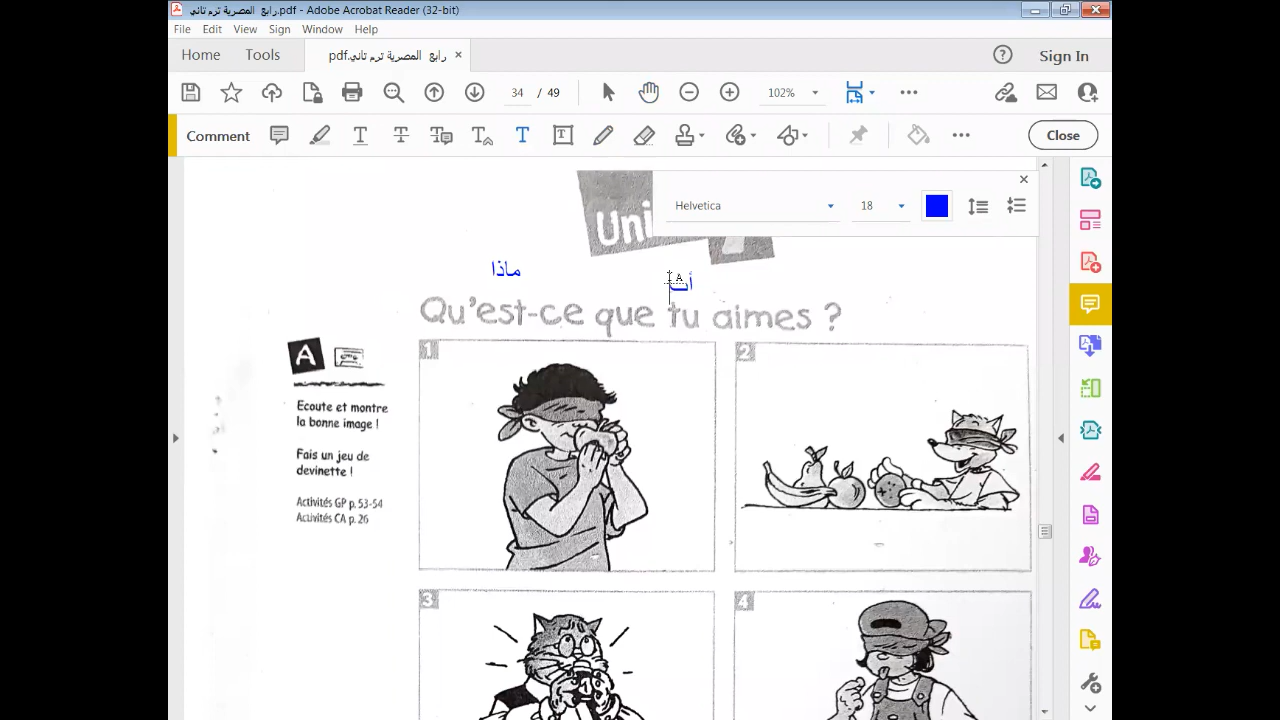 رابع المصرية ترم تاني.pdf - Adobe Acrobat Reader (32-bit)
File Edit View Sign Window Help
Home Tools رابع المصرية ترم تاني.pdf × Sign In
34 / 49 102%
Comment Close
Helvetica 18
Uni
ماذا
أنت
Qu'est-ce que tu aimes ?
A
Ecoute et montre
la bonne image !
Fais un jeu de
devinette !
Activités GP p. 53-54
Activités CA p. 26
1
2
3
4